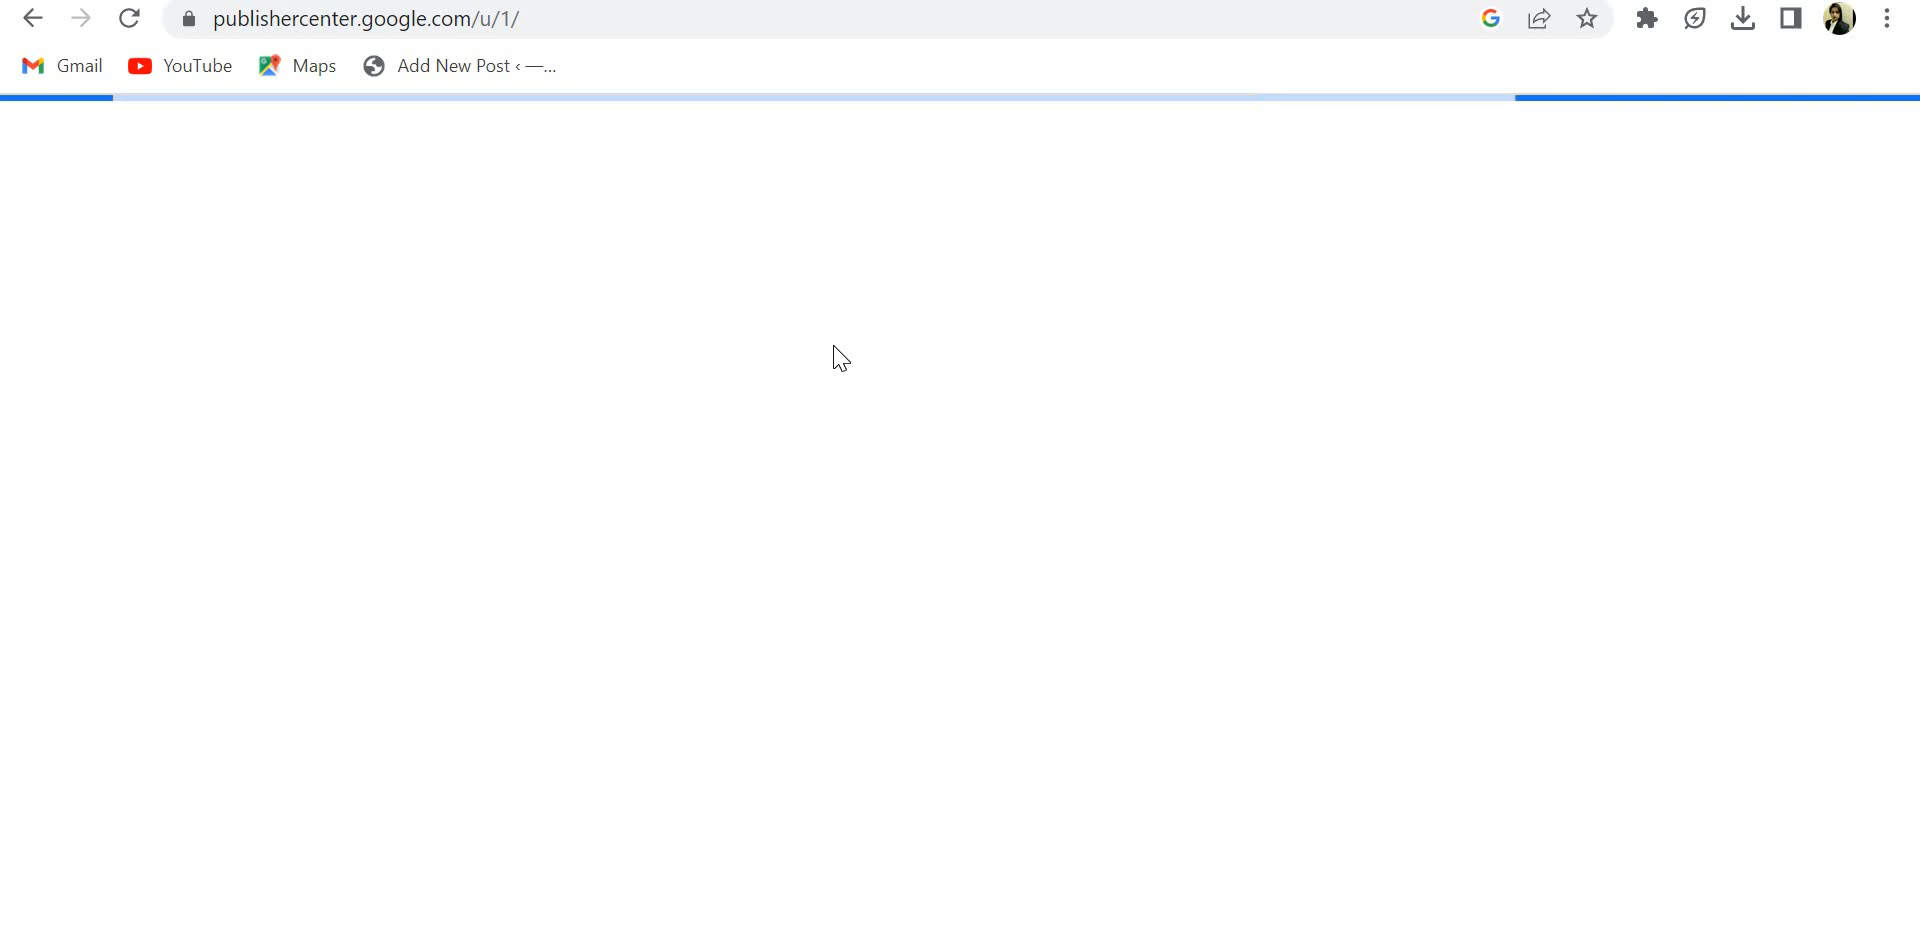 publishercenter.google.com/u/1/
Gmail YouTube Maps Add New Post ‹ —...